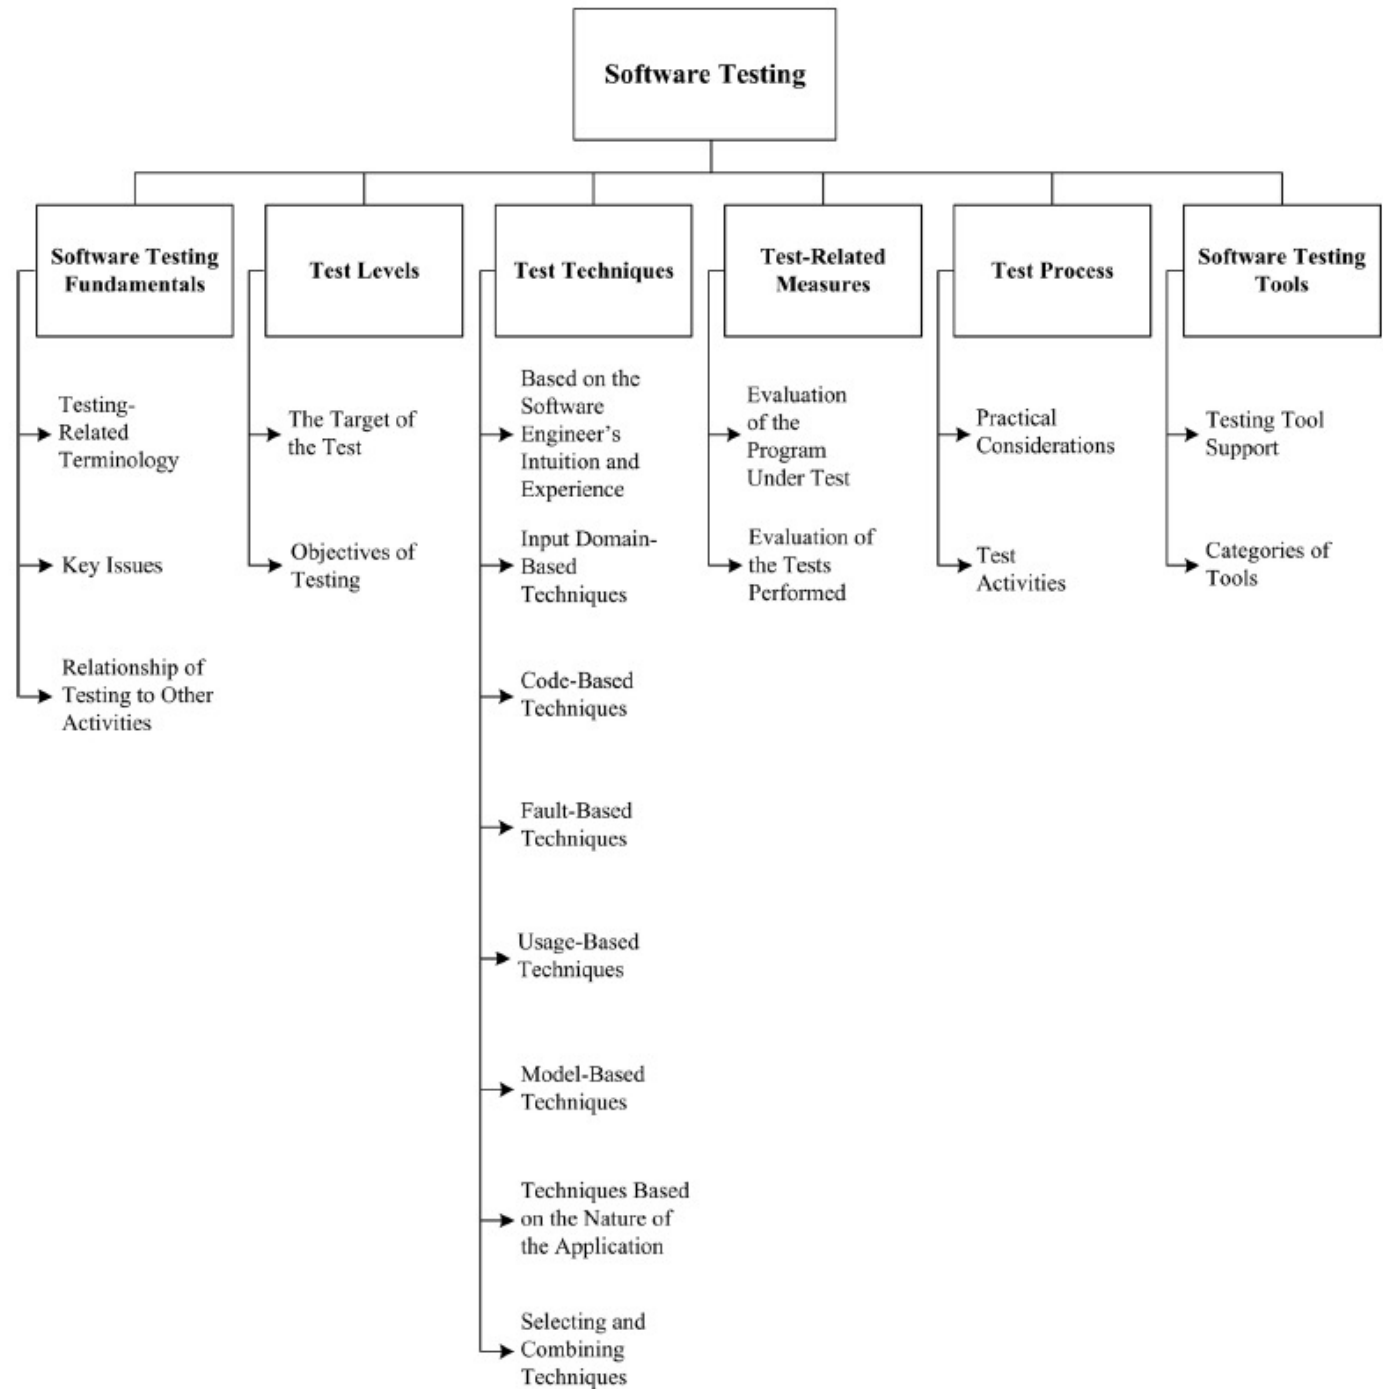 Software Testing
Software Testing
Fundamentals
Test Levels
Test Techniques
Test-Related
Measures
Test Process
Software Testing
Tools
Testing-
Related
Terminology
Key Issues
Relationship of
Testing to Other
Activities
The Target of
the Test
Objectives of
Testing
Based on the
Software
Engineer’s
Intuition and
Experience
Input Domain-
Based
Techniques
Code-Based
Techniques
Fault-Based
Techniques
Usage-Based
Techniques
Model-Based
Techniques
Techniques Based
on the Nature of
the Application
Selecting and
Combining
Techniques
Evaluation
of the
Program
Under Test
Evaluation of
the Tests
Performed
Practical
Considerations
Test
Activities
Testing Tool
Support
Categories of
Tools